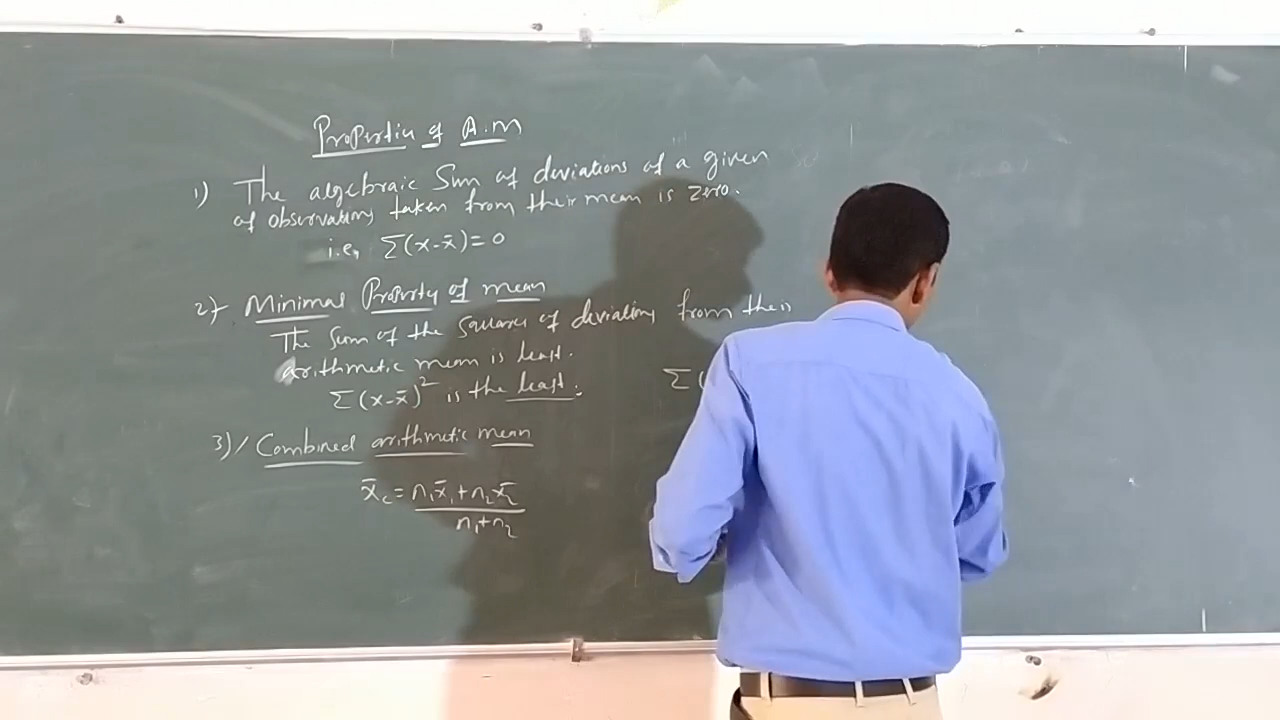 Properties of A.M
1) The algebraic Sum of deviations of a given
of observations taken from their mean is zero.
i.e, Σ(x-x̄)=0
2) Minimal Property of mean
The Sum of the Squares of deviations from their
arithmetic mean is least.
Σ(x-x̄)² is the least.
Σ(
3) Combined arithmetic mean
x̄c = n₁x̄₁+n₂x̄₂
n₁+n₂